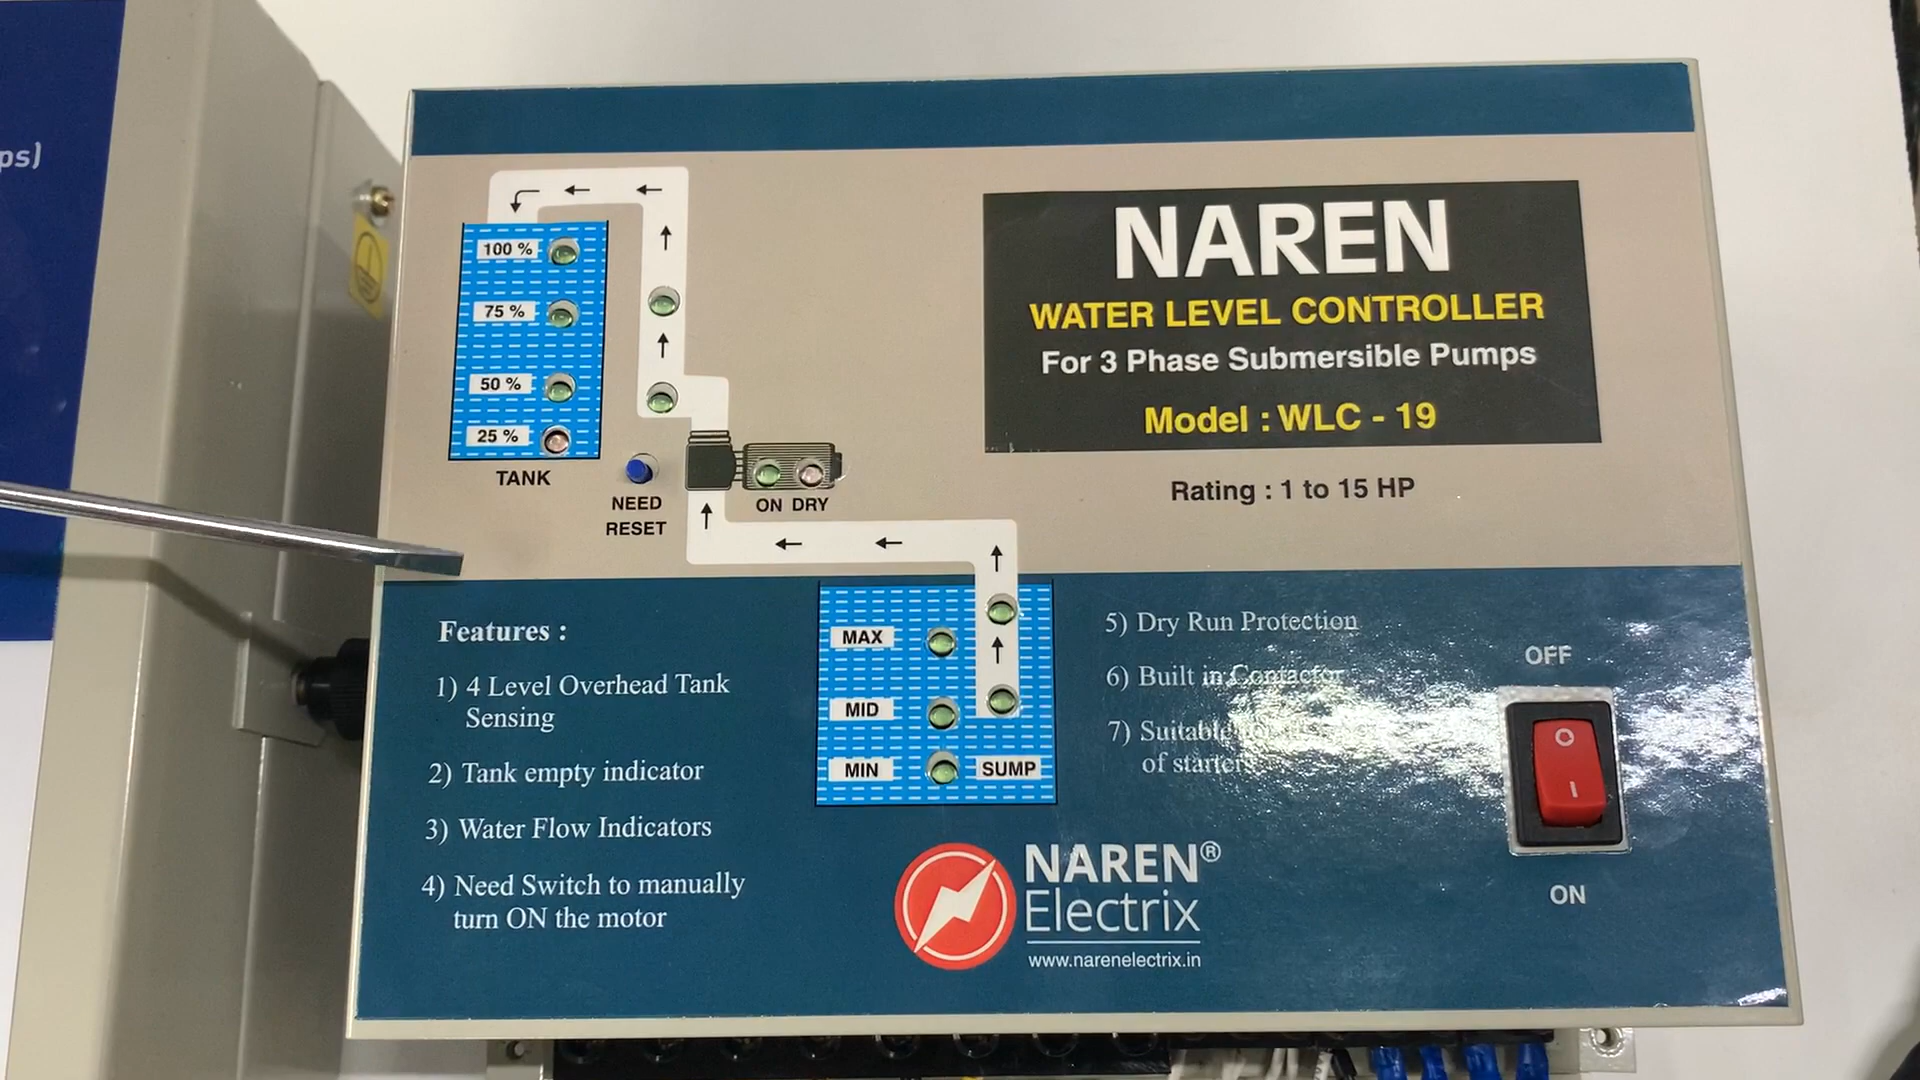 ps)
100 %
75 %
50 %
25 %
TANK
NEED
RESET
ON DRY
NAREN
WATER LEVEL CONTROLLER
For 3 Phase Submersible Pumps
Model : WLC - 19
Rating : 1 to 15 HP
Features :
1) 4 Level Overhead Tank
Sensing
2) Tank empty indicator
3) Water Flow Indicators
4) Need Switch to manually
turn ON the motor
MAX
MID
MIN
SUMP
5) Dry Run Protection
6) Built in Contactor
7) Suitable
of starters
OFF
O
I
ON
NAREN®
Electrix
www.narenelectrix.in